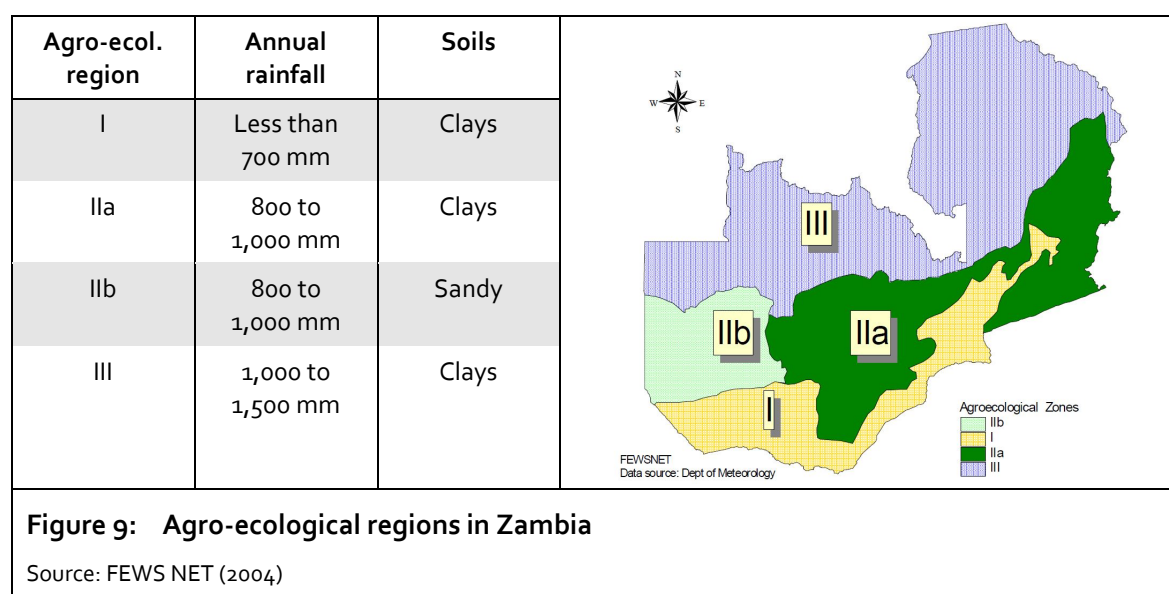 Agro-ecol.
region
Annual
rainfall
Soils
I
Less than
700 mm
Clays
IIa
800 to
1,000 mm
Clays
IIb
800 to
1,000 mm
Sandy
III
1,000 to
1,500 mm
Clays
N
W
E
S
III
IIb
IIa
I
Agroecological Zones
IIb
I
IIa
III
FEWSNET
Data source: Dept of Meteorology
Figure 9: Agro-ecological regions in Zambia
Source: FEWS NET (2004)